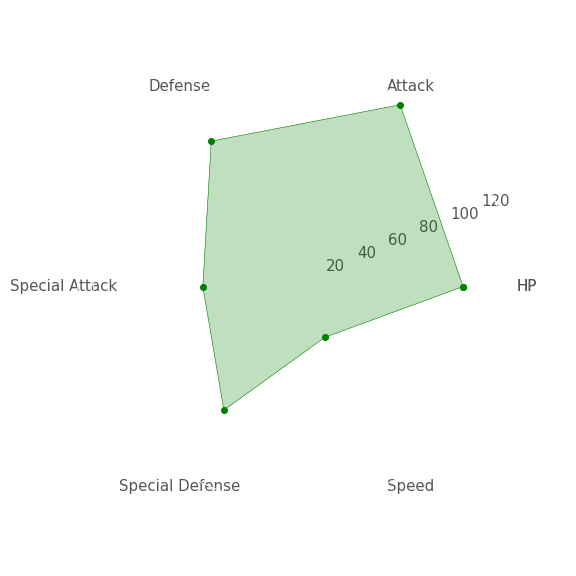 Defense
Attack
120
100
80
60
40
20
Special Attack
HP
Special Defense
Speed